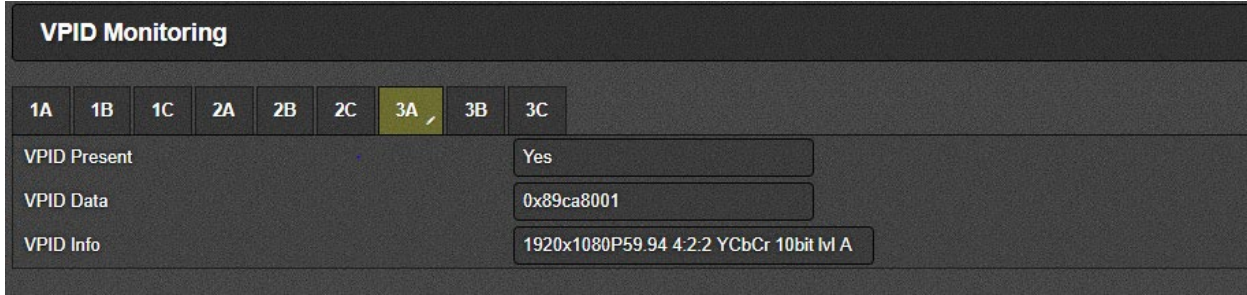 VPID Monitoring
1A 1B 1C 2A 2B 2C 3A 3B 3C
VPID Present Yes
VPID Data 0x89ca8001
VPID Info 1920x1080P59.94 4:2:2 YCbCr 10bit lvl A